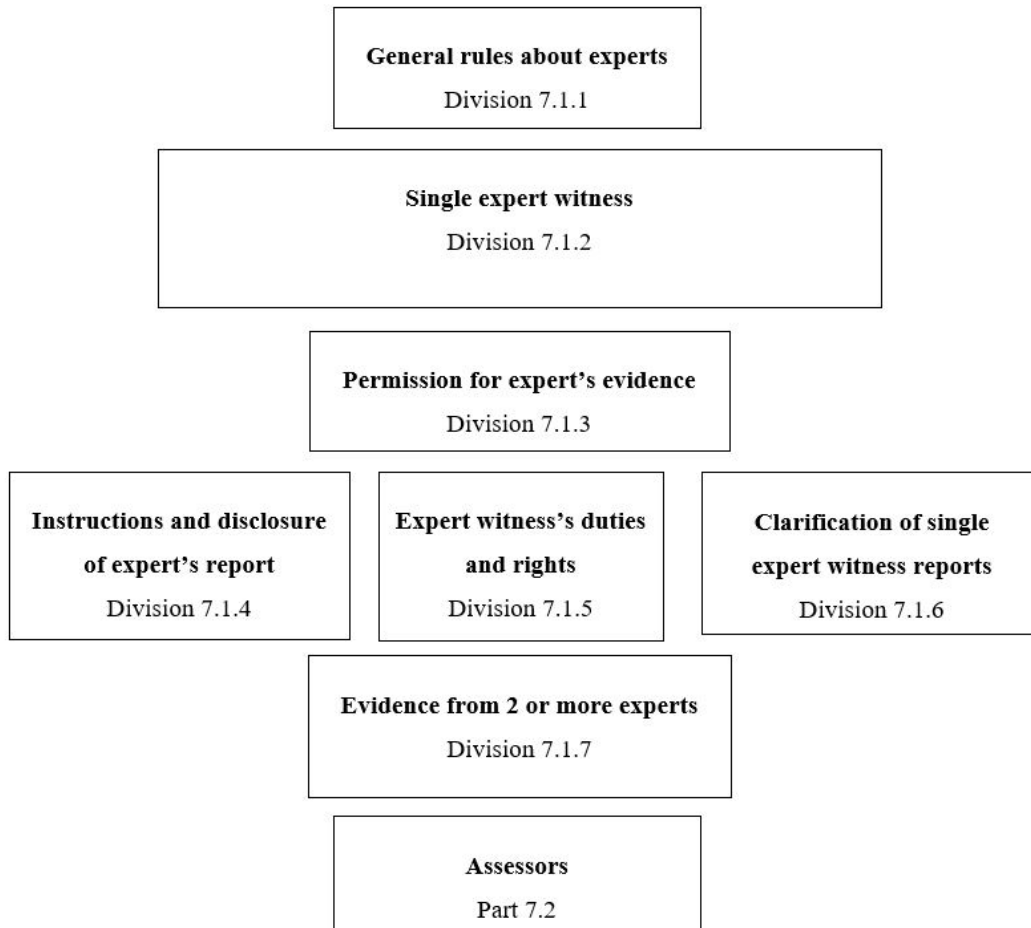 General rules about experts
Division 7.1.1
Single expert witness
Division 7.1.2
Permission for expert’s evidence
Division 7.1.3
Instructions and disclosure
of expert’s report
Division 7.1.4
Expert witness’s duties
and rights
Division 7.1.5
Clarification of single
expert witness reports
Division 7.1.6
Evidence from 2 or more experts
Division 7.1.7
Assessors
Part 7.2